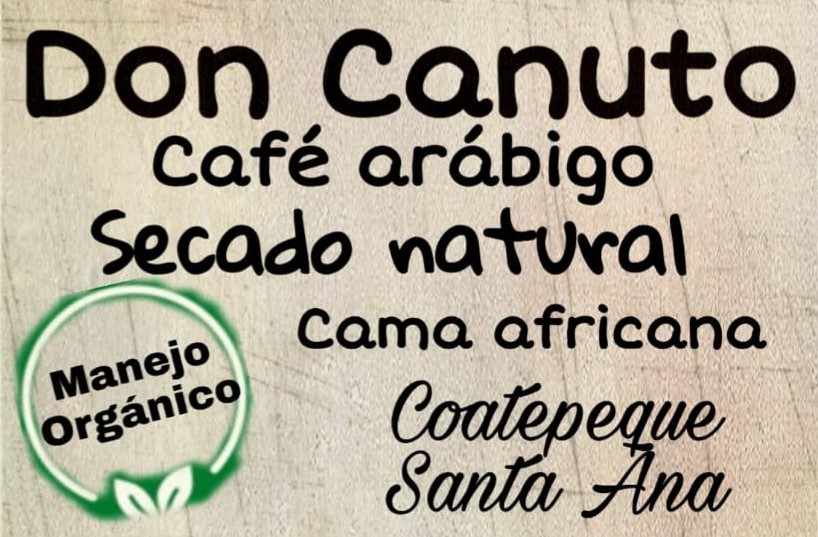 Don Canuto
Café arábigo
Secado natural
Cama africana
Manejo
Orgánico
Coatepeque
Santa Ana